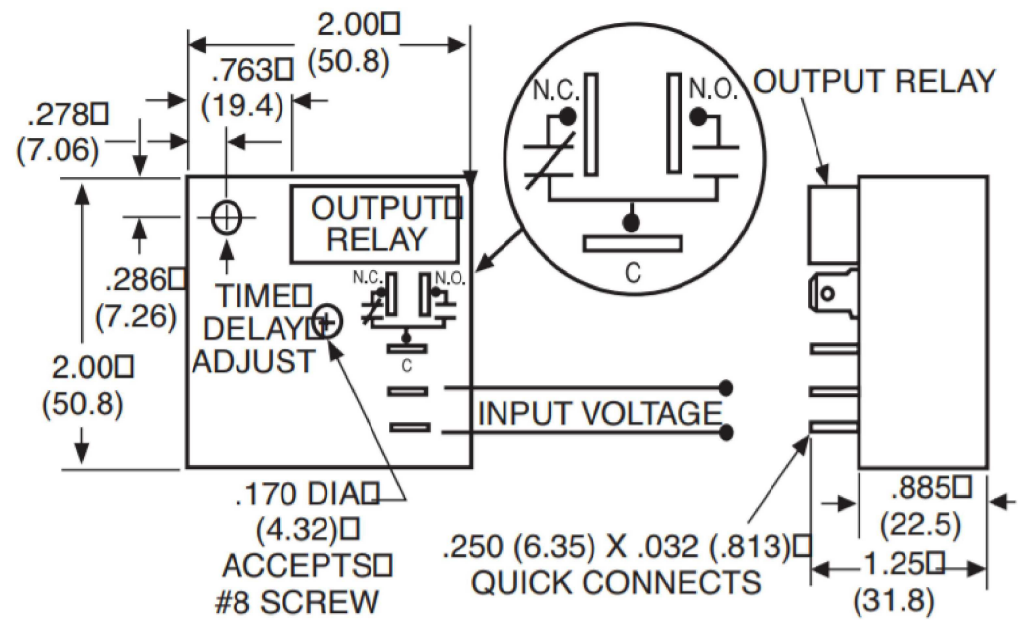 2.00□
(50.8)
.763□
(19.4)
.278□
(7.06)
N.C.
N.O.
C
OUTPUT RELAY
OUTPUT□
RELAY
.286□
(7.26)
TIME□
DELAY□
ADJUST
N.C.
N.O.
C
2.00□
(50.8)
INPUT VOLTAGE
.170 DIA□
(4.32)□
ACCEPTS□
#8 SCREW
.250 (6.35) X .032 (.813)□
QUICK CONNECTS
.885□
(22.5)
1.25□
(31.8)